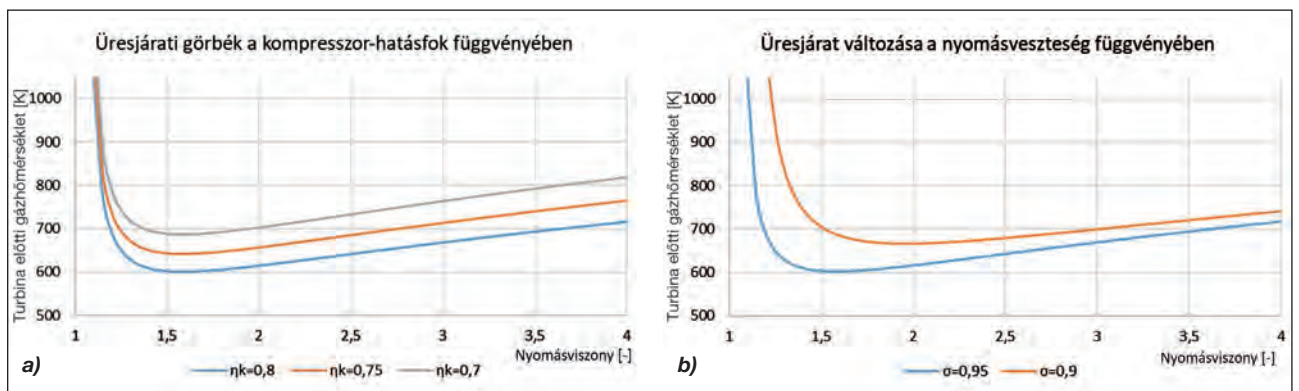 Üresjárati görbék a kompresszor-hatásfok függvényében
Turbina előtti gázhőmérséklet [K]
1000
900
800
700
600
500
1 1,5 2 2,5 3 3,5 4
Nyomásviszony [-]
ηk=0,8 ηk=0,75 ηk=0,7
a)
Üresjárat változása a nyomásveszteség függvényében
Turbina előtti gázhőmérséklet [K]
1000
900
800
700
600
500
1 1,5 2 2,5 3 3,5 4
Nyomásviszony [-]
σ=0,95 σ=0,9
b)